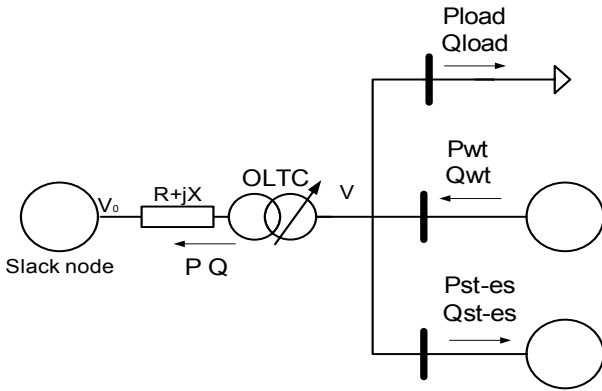 Pload
Qload
Pwt
Qwt
OLTC
V
R+jX
V₀
Slack node
P Q
Pst-es
Qst-es